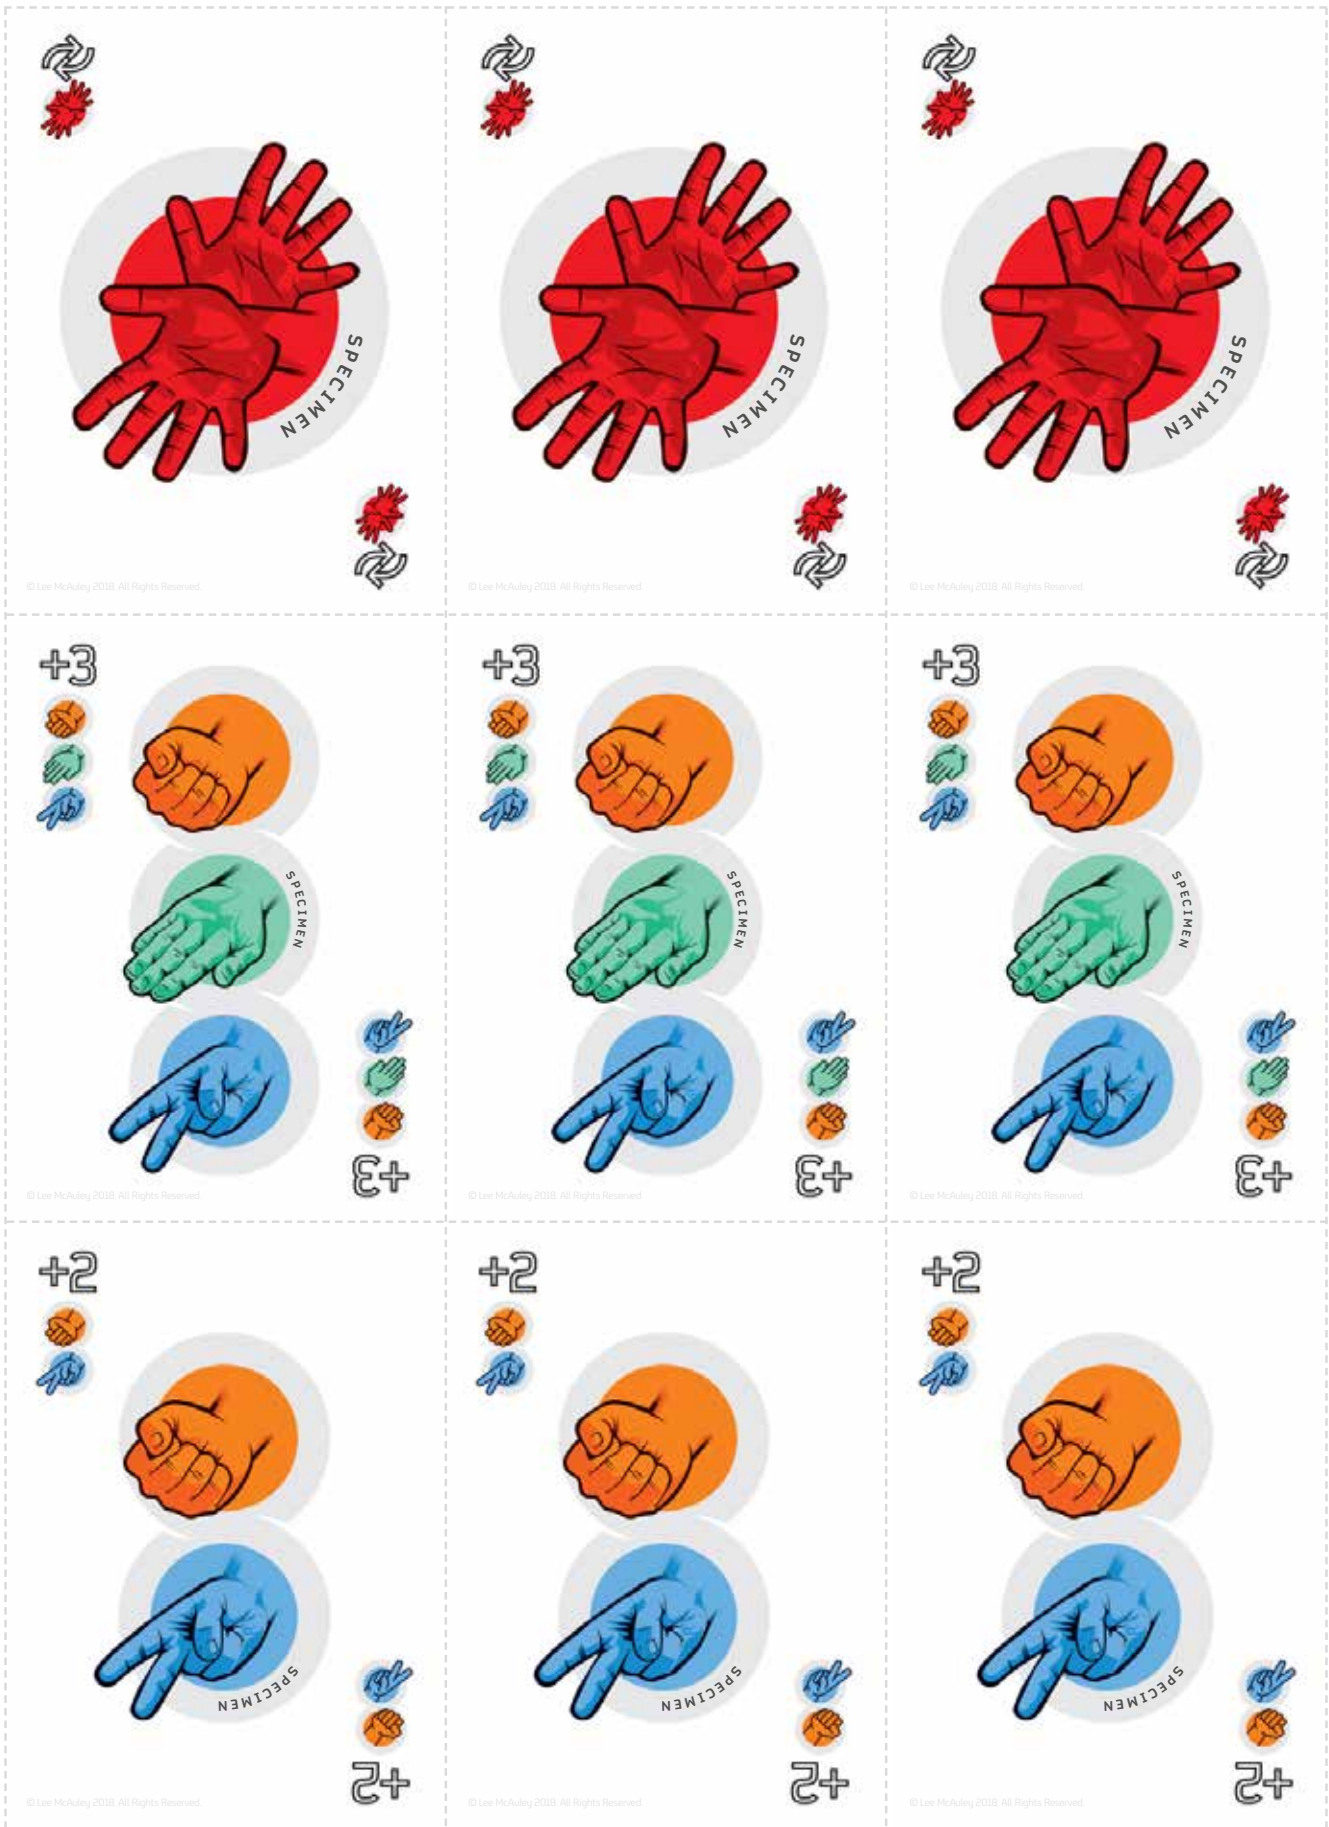 SPECIMEN
SPECIMEN
SPECIMEN
© Lee McAuley 2018. All Rights Reserved.
© Lee McAuley 2018. All Rights Reserved.
© Lee McAuley 2018. All Rights Reserved.
+3
+3
+3
SPECIMEN
SPECIMEN
SPECIMEN
+3
+3
+3
© Lee McAuley 2018. All Rights Reserved.
© Lee McAuley 2018. All Rights Reserved.
© Lee McAuley 2018. All Rights Reserved.
+2
+2
+2
SPECIMEN
SPECIMEN
SPECIMEN
+2
+2
+2
© Lee McAuley 2018. All Rights Reserved.
© Lee McAuley 2018. All Rights Reserved.
© Lee McAuley 2018. All Rights Reserved.